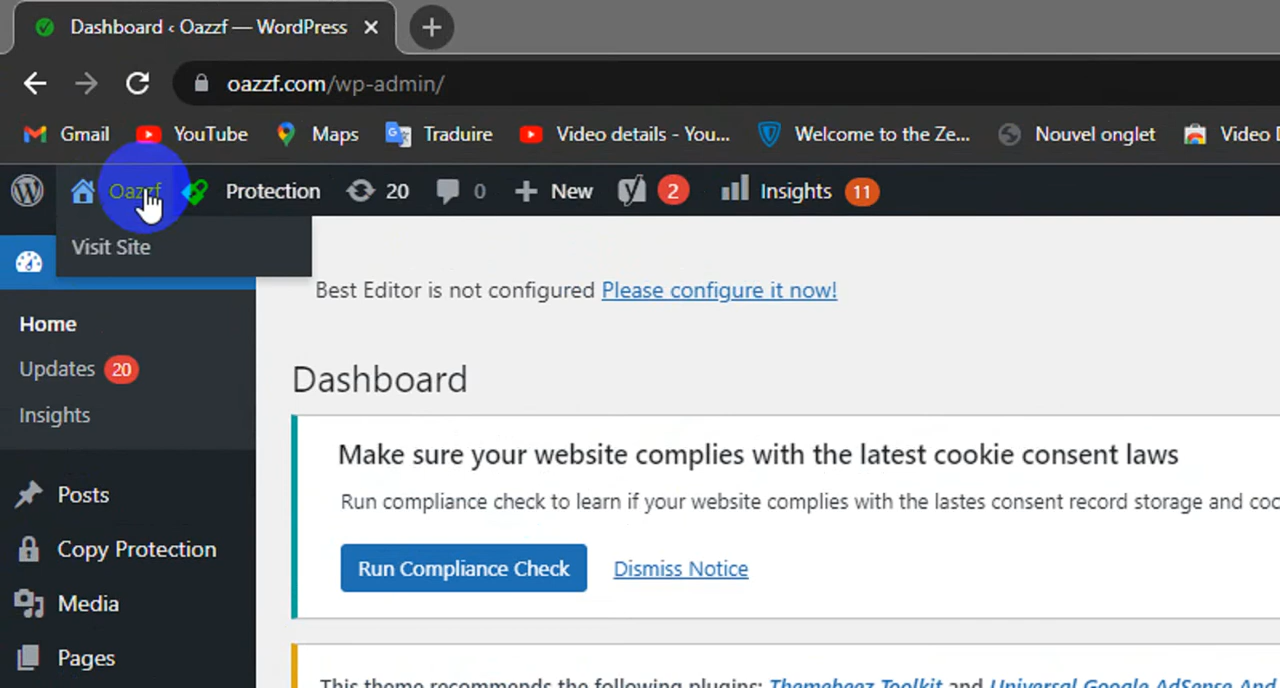 Dashboard ‹ Oazzf — WordPress
oazzf.com/wp-admin/
Gmail YouTube Maps Traduire Video details - You... Welcome to the Ze... Nouvel onglet Video
Oazzf Protection 20 0 New 2 Insights 11
Visit Site
Best Editor is not configured Please configure it now!
Home
Updates 20
Insights
Dashboard
Make sure your website complies with the latest cookie consent laws
Run compliance check to learn if your website complies with the lastes consent record storage and
Run Compliance Check Dismiss Notice
Posts
Copy Protection
Media
Pages
This theme recommends the following plugins: Themebeez Toolkit and Universal Google AdSense And